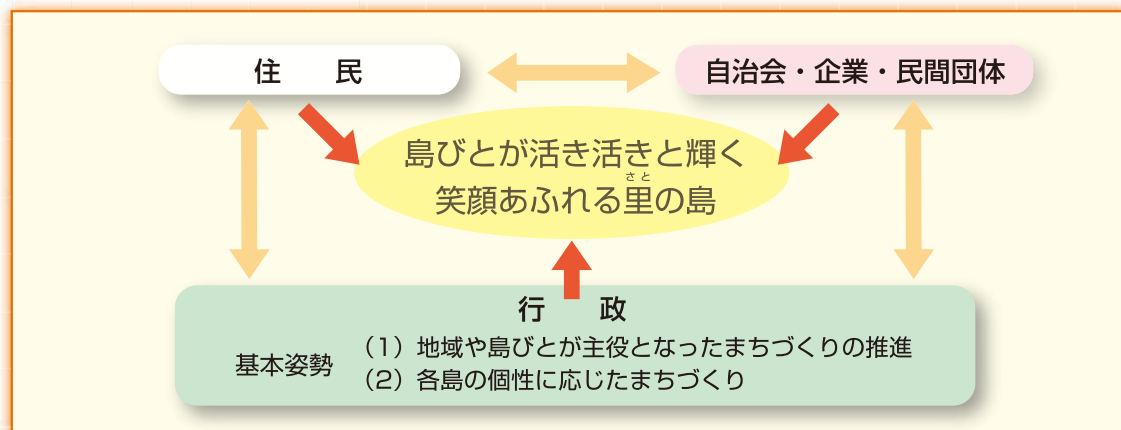 住　民
自治会・企業・民間団体
島びとが活き活きと輝く
さと
笑顔あふれる里の島
行　政
基本姿勢
（1）地域や島びとが主役となったまちづくりの推進
（2）各島の個性に応じたまちづくり